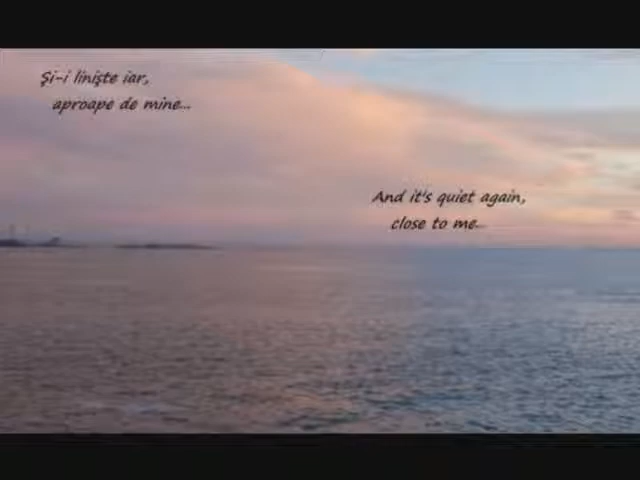 Şi-i linişte iar,
aproape de mine...
And it's quiet again,
close to me...